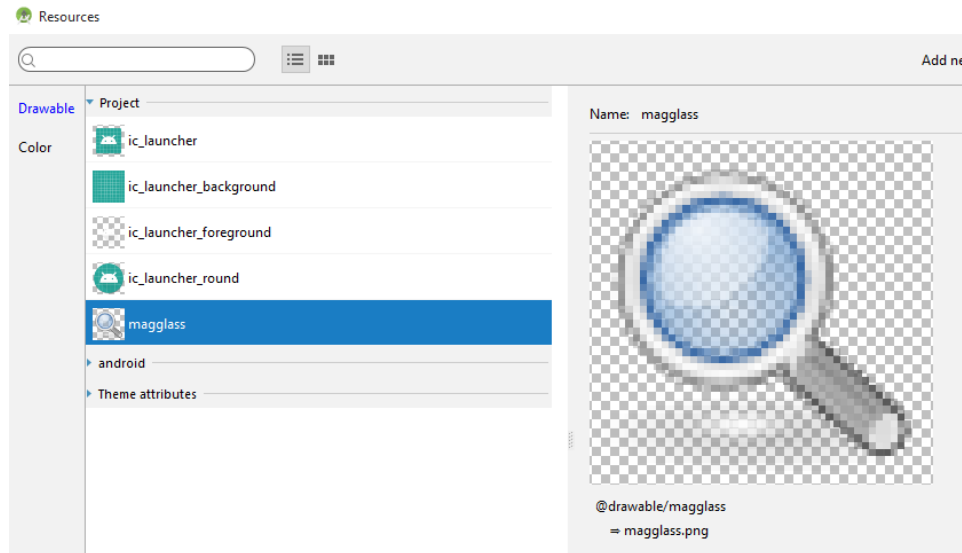 Resources
Add ne
Drawable
Color
Project
ic_launcher
ic_launcher_background
ic_launcher_foreground
ic_launcher_round
magglass
android
Theme attributes
Name: magglass
@drawable/magglass
⇒ magglass.png